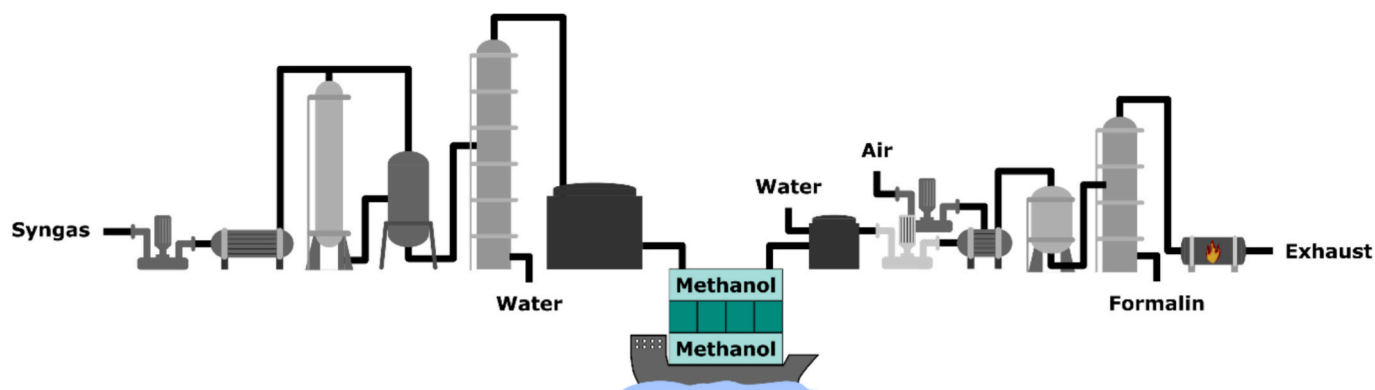 Syngas
Water
Methanol
Methanol
Water
Air
Formalin
Exhaust